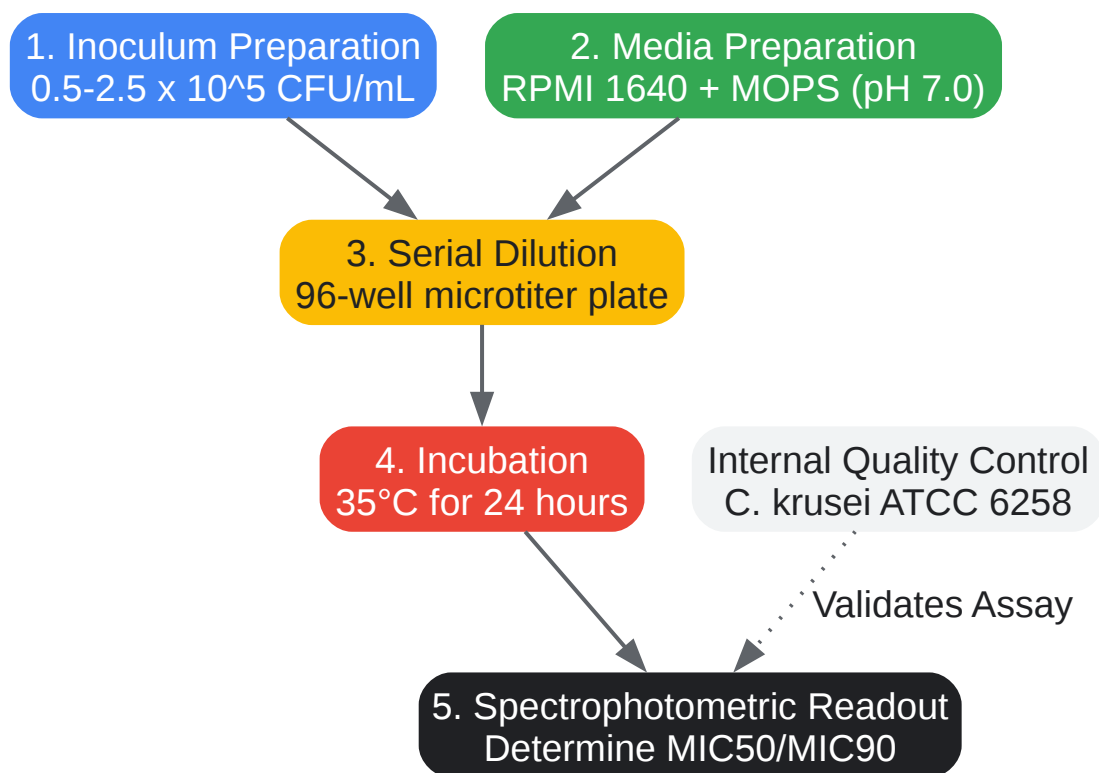 1. Inoculum Preparation
0.5-2.5 x 10^5 CFU/mL
2. Media Preparation
RPMI 1640 + MOPS (pH 7.0)
3. Serial Dilution
96-well microtiter plate
4. Incubation
35°C for 24 hours
Internal Quality Control
C. krusei ATCC 6258
Validates Assay
5. Spectrophotometric Readout
Determine MIC50/MIC90